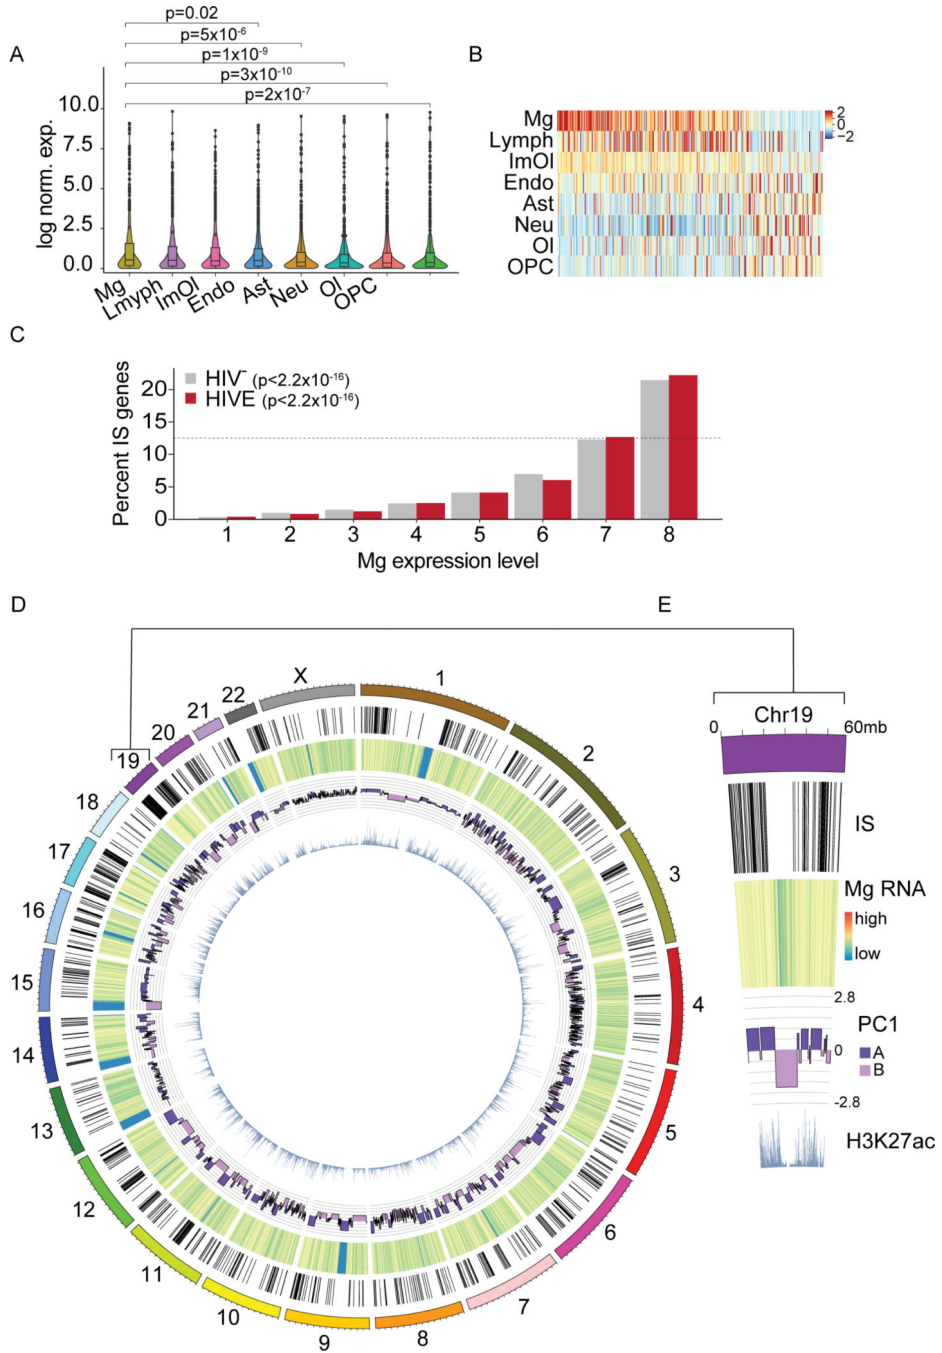 p=0.02
p=5x10-6
p=1x10-9
p=3x10-10
p=2x10-7
A
log norm. exp.
10.0
7.5
5.0
2.5
0.0
Mg
Lmyph
ImOl
Endo
Ast
Neu
Ol
OPC
B
Mg
Lymph
ImOl
Endo
Ast
Neu
Ol
OPC
2
0
−2
C
Percent IS genes
20
15
10
5
0
HIV- (p<2.2x10-16)
HIVE (p<2.2x10-16)
1 2 3 4 5 6 7 8
Mg expression level
D
1
2
3
4
5
6
7
8
9
10
11
12
13
14
15
16
17
18
19
20
21
22
X
E
Chr19
0
60mb
IS
Mg RNA
high
low
2.8
PC1
0
A
B
-2.8
H3K27ac